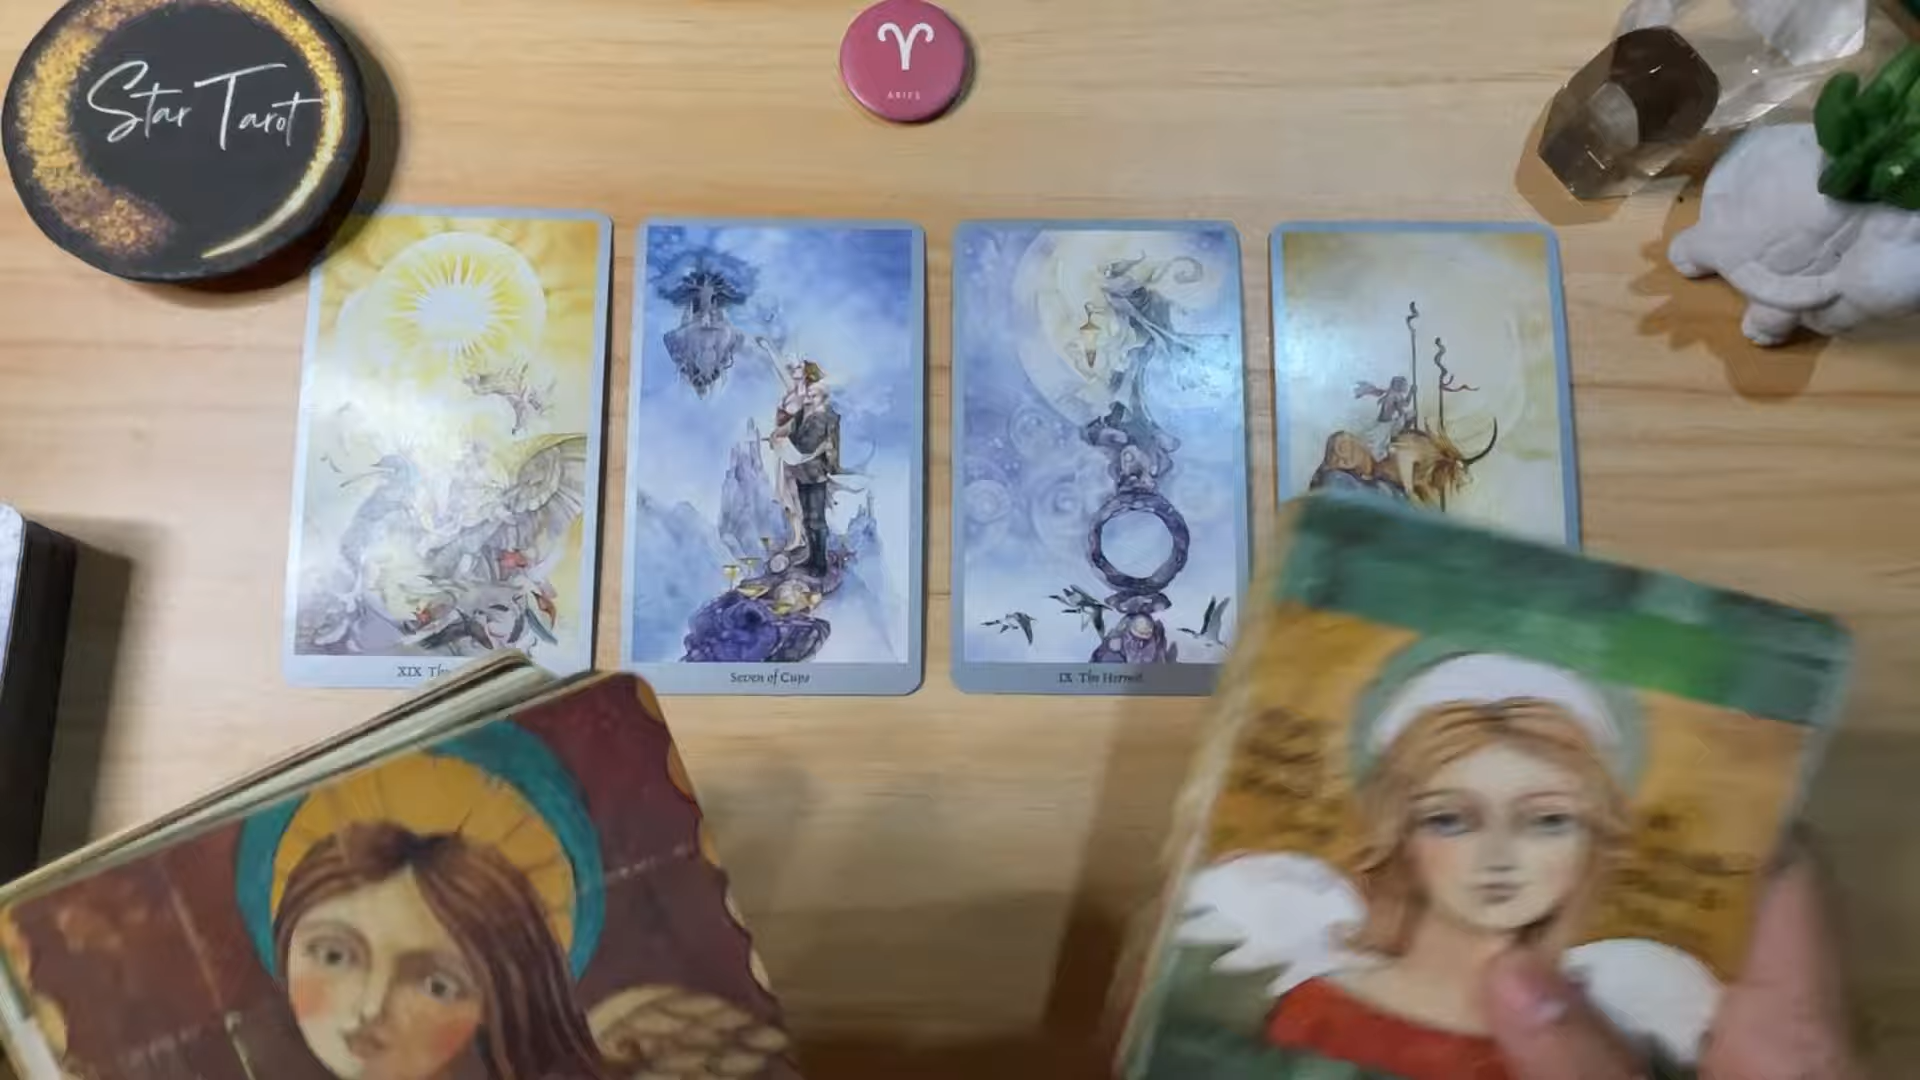 Star Tarot
ARIES
XIX
Seven of Cups
IX The Hermit